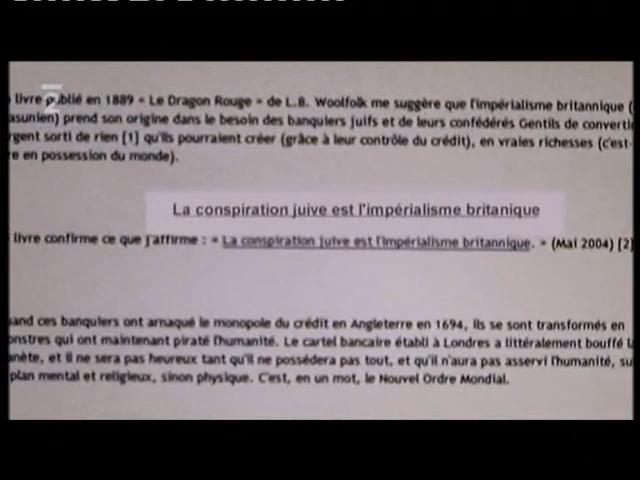 livre publié en 1889 « Le Dragon Rouge » de L.B. Woolfolk me suggère que l'impérialisme britannique (
asunien) prend son origine dans le besoin des banquiers juifs et de leurs confédérés Gentils de converti
rgent sorti de rien [1] qu'ils pourraient créer (grâce à leur contrôle du crédit), en vraies richesses (c'est-
re en possession du monde).
La conspiration juive est l'impérialisme britanique
livre confirme ce que j'affirme : « La conspiration juive est l'impérialisme britannique. » (Mai 2004) [2]
uand ces banquiers ont arnaqué le monopole du crédit en Angleterre en 1694, ils se sont transformés en
onstres qui ont maintenant piraté l'humanité. Le cartel bancaire établi à Londres a littéralement bouffé l
anète, et il ne sera pas heureux tant qu'il ne possédera pas tout, et qu'il n'aura pas asservi l'humanité, su
plan mental et religieux, sinon physique. C'est, en un mot, le Nouvel Ordre Mondial.
2